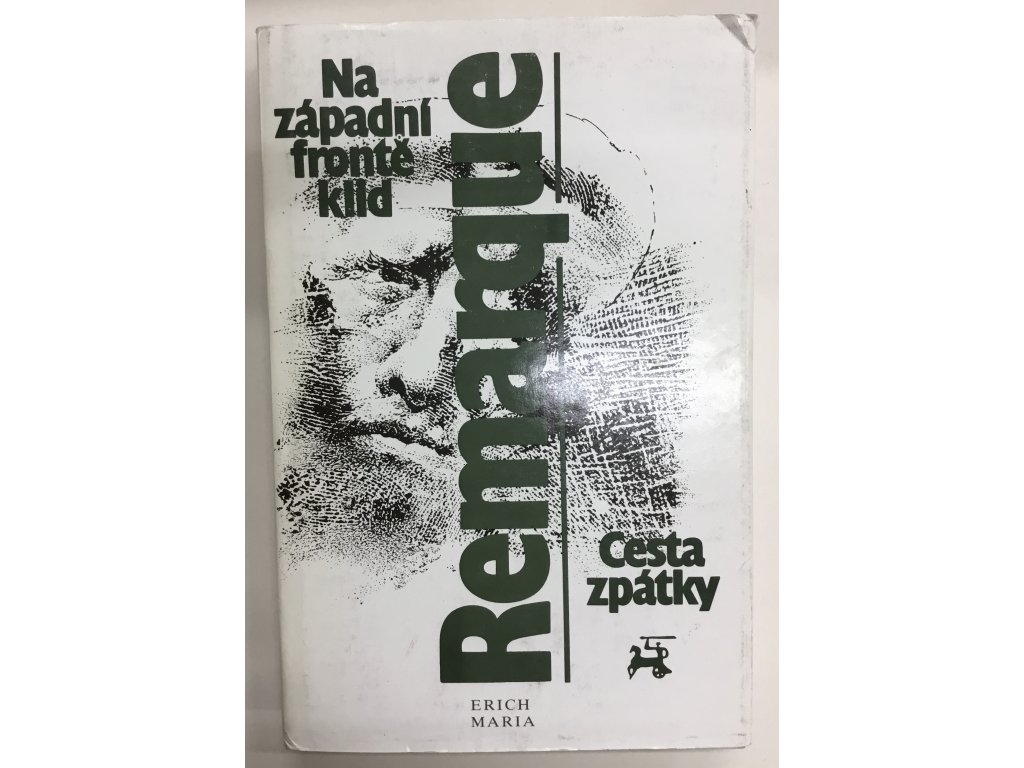 Na
západní
frontě
klid
Remarque
Cesta
zpátky
ERICH
MARIA